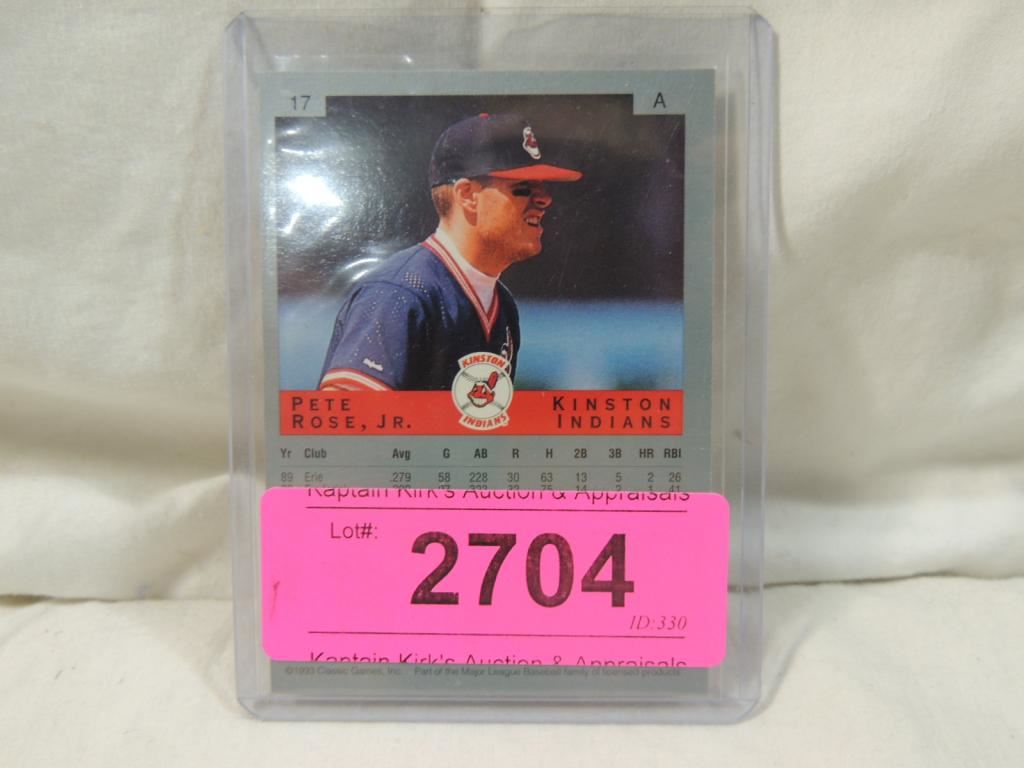 17 A
KINSTON
INDIANS
PETE
ROSE, JR.
KINSTON
INDIANS
Yr Club Avg G AB R H 2B 3B HR RBI
89 Erie .279 58 228 30 63 13 5 2 26
Kaptain Kirk's Auction & Appraisals
Lot#: 2704
ID:330
Kaptain Kirk's Auction & Appraisals
©1993 Classic Games, Inc. Part of the Major League Baseball family of licensed products